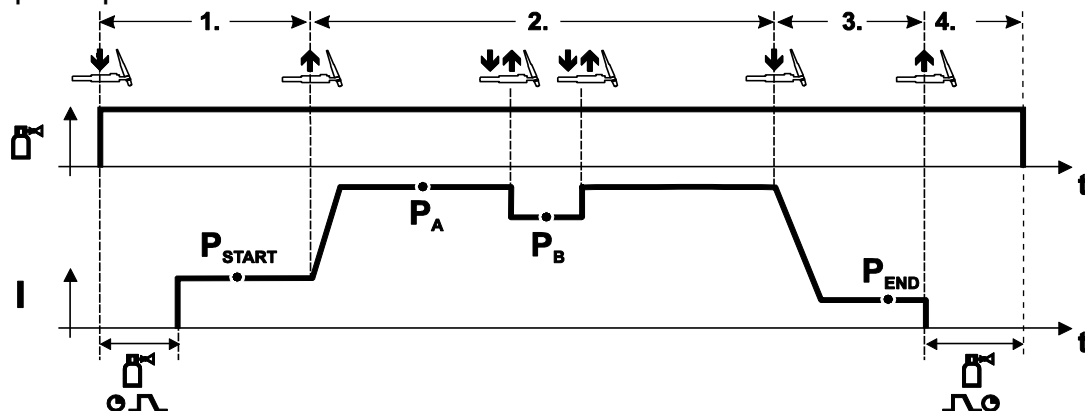 1. 2. 3. 4.
t
P_A
P_B
P_START
P_END
I
t